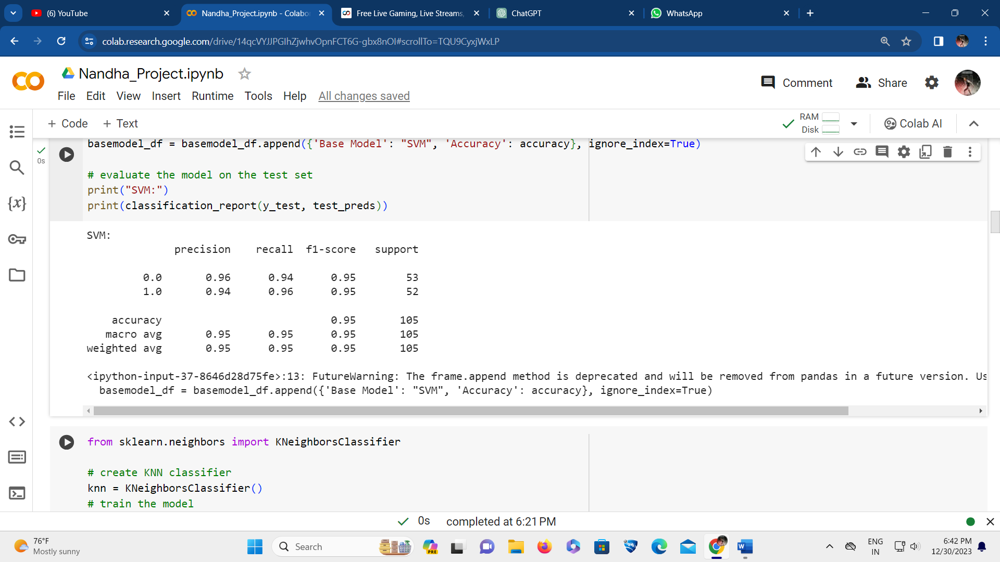 (6) YouTube
Nandha_Project.ipynb - Colabo
Free Live Gaming, Live Streams,
ChatGPT
WhatsApp
colab.research.google.com/drive/14qcVYJJPGIhZjwhvOpnFCT6G-gbx8nOI#scrollTo=TQU9CyxjWxLP
Nandha_Project.ipynb
File Edit View Insert Runtime Tools Help All changes saved
Comment
Share
+ Code + Text
RAM
Disk
Colab AI
0s
basemodel_df = basemodel_df.append({'Base Model': "SVM", 'Accuracy': accuracy}, ignore_index=True)
# evaluate the model on the test set
print("SVM:")
print(classification_report(y_test, test_preds))
SVM:
precision recall f1-score support
0.0 0.96 0.94 0.95 53
1.0 0.94 0.96 0.95 52
accuracy 0.95 105
macro avg 0.95 0.95 0.95 105
weighted avg 0.95 0.95 0.95 105
<ipython-input-37-8646d28d75fe>:13: FutureWarning: The frame.append method is deprecated and will be removed from pandas in a future version. Us
basemodel_df = basemodel_df.append({'Base Model': "SVM", 'Accuracy': accuracy}, ignore_index=True)
from sklearn.neighbors import KNeighborsClassifier
# create KNN classifier
knn = KNeighborsClassifier()
# train the model
0s completed at 6:21 PM
76°F
Mostly sunny
Search
PRE
ENG
IN
6:42 PM
12/30/2023